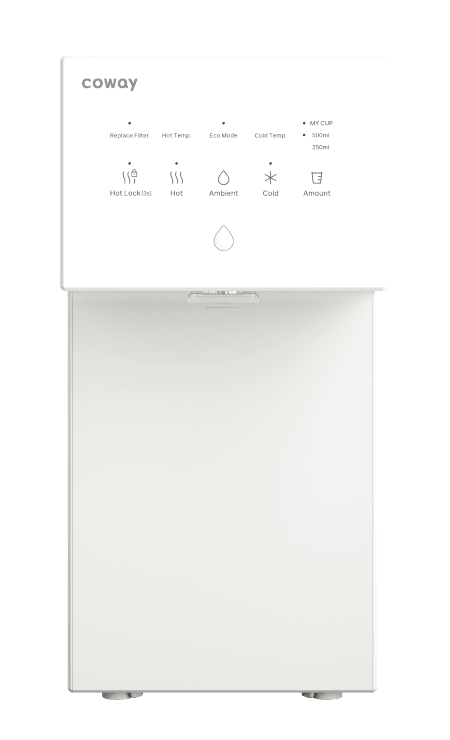 coway
MY CUP
Replace Filter Hot Temp Eco Mode Cold Temp 500ml
250ml
Hot Lock(3s) Hot Ambient Cold Amount